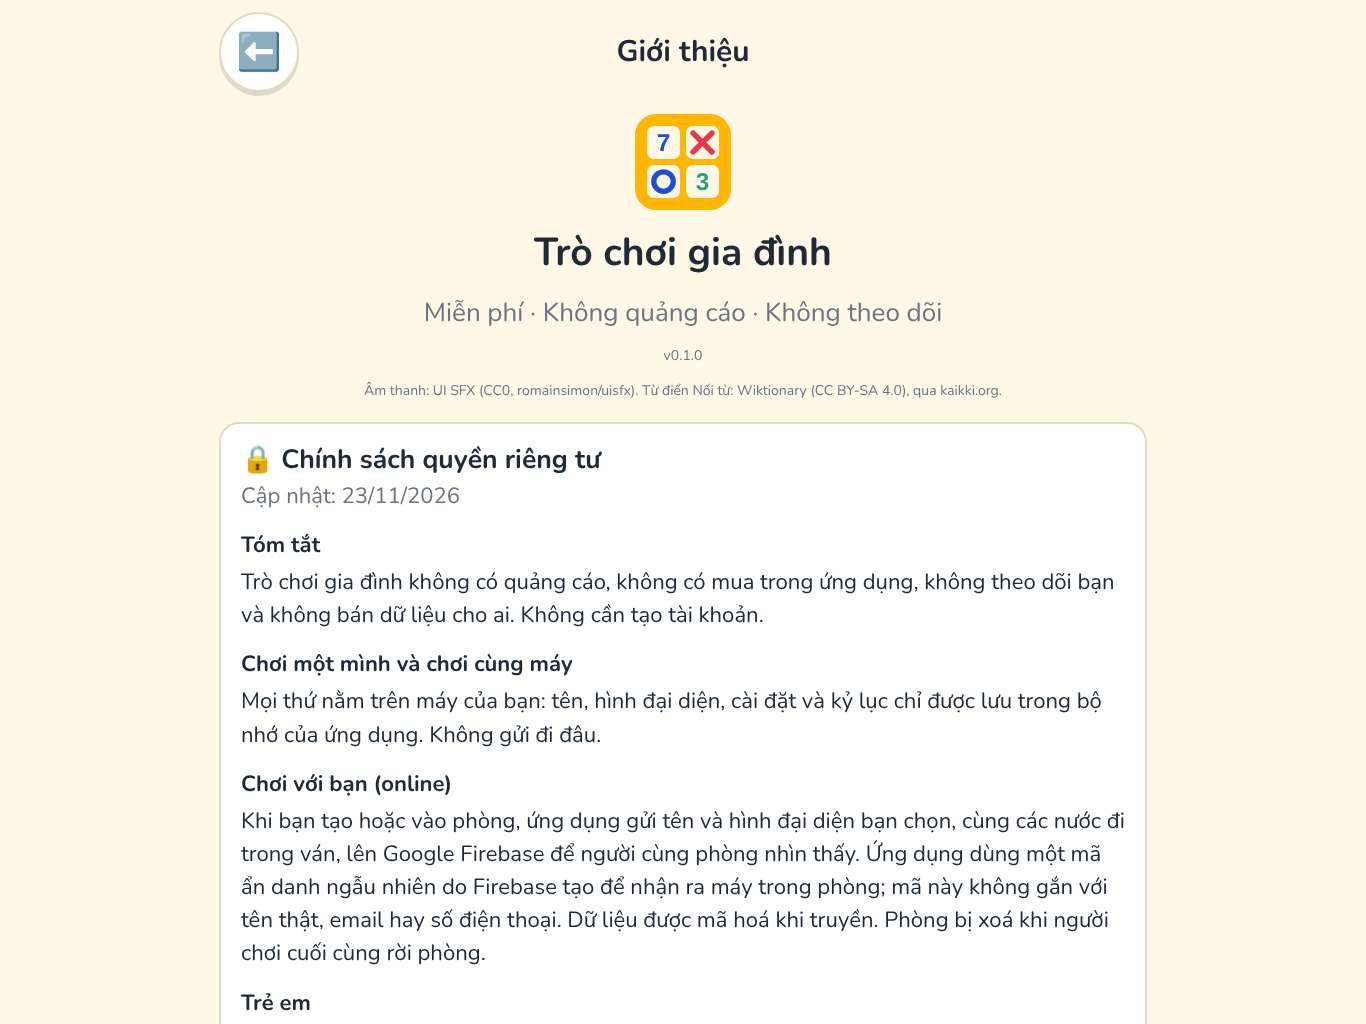 Giới thiệu
7
3
Trò chơi gia đình
Miễn phí · Không quảng cáo · Không theo dõi
v0.1.0
Âm thanh: UI SFX (CC0, romainsimon/uisfx). Từ điển Nối từ: Wiktionary (CC BY-SA 4.0), qua kaikki.org.
🔒 Chính sách quyền riêng tư
Cập nhật: 23/11/2026
Tóm tắt
Trò chơi gia đình không có quảng cáo, không có mua trong ứng dụng, không theo dõi bạn
và không bán dữ liệu cho ai. Không cần tạo tài khoản.
Chơi một mình và chơi cùng máy
Mọi thứ nằm trên máy của bạn: tên, hình đại diện, cài đặt và kỷ lục chỉ được lưu trong bộ
nhớ của ứng dụng. Không gửi đi đâu.
Chơi với bạn (online)
Khi bạn tạo hoặc vào phòng, ứng dụng gửi tên và hình đại diện bạn chọn, cùng các nước đi
trong ván, lên Google Firebase để người cùng phòng nhìn thấy. Ứng dụng dùng một mã
ẩn danh ngẫu nhiên do Firebase tạo để nhận ra máy trong phòng; mã này không gắn với
tên thật, email hay số điện thoại. Dữ liệu được mã hoá khi truyền. Phòng bị xoá khi người
chơi cuối cùng rời phòng.
Trẻ em